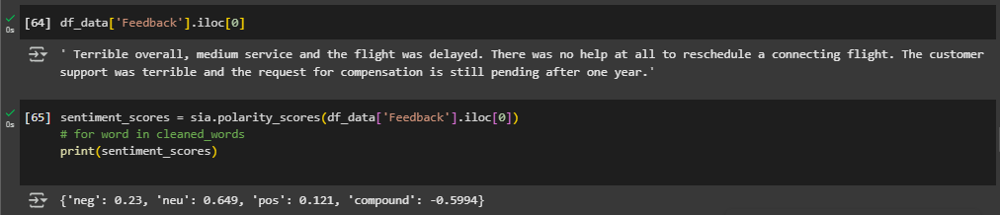 [64] df_data['Feedback'].iloc[0]
0s
' Terrible overall, medium service and the flight was delayed. There was no help at all to reschedule a connecting flight. The customer
support was terrible and the request for compensation is still pending after one year.'
[65] sentiment_scores = sia.polarity_scores(df_data['Feedback'].iloc[0])
0s
# for word in cleaned_words
print(sentiment_scores)
{'neg': 0.23, 'neu': 0.649, 'pos': 0.121, 'compound': -0.5994}